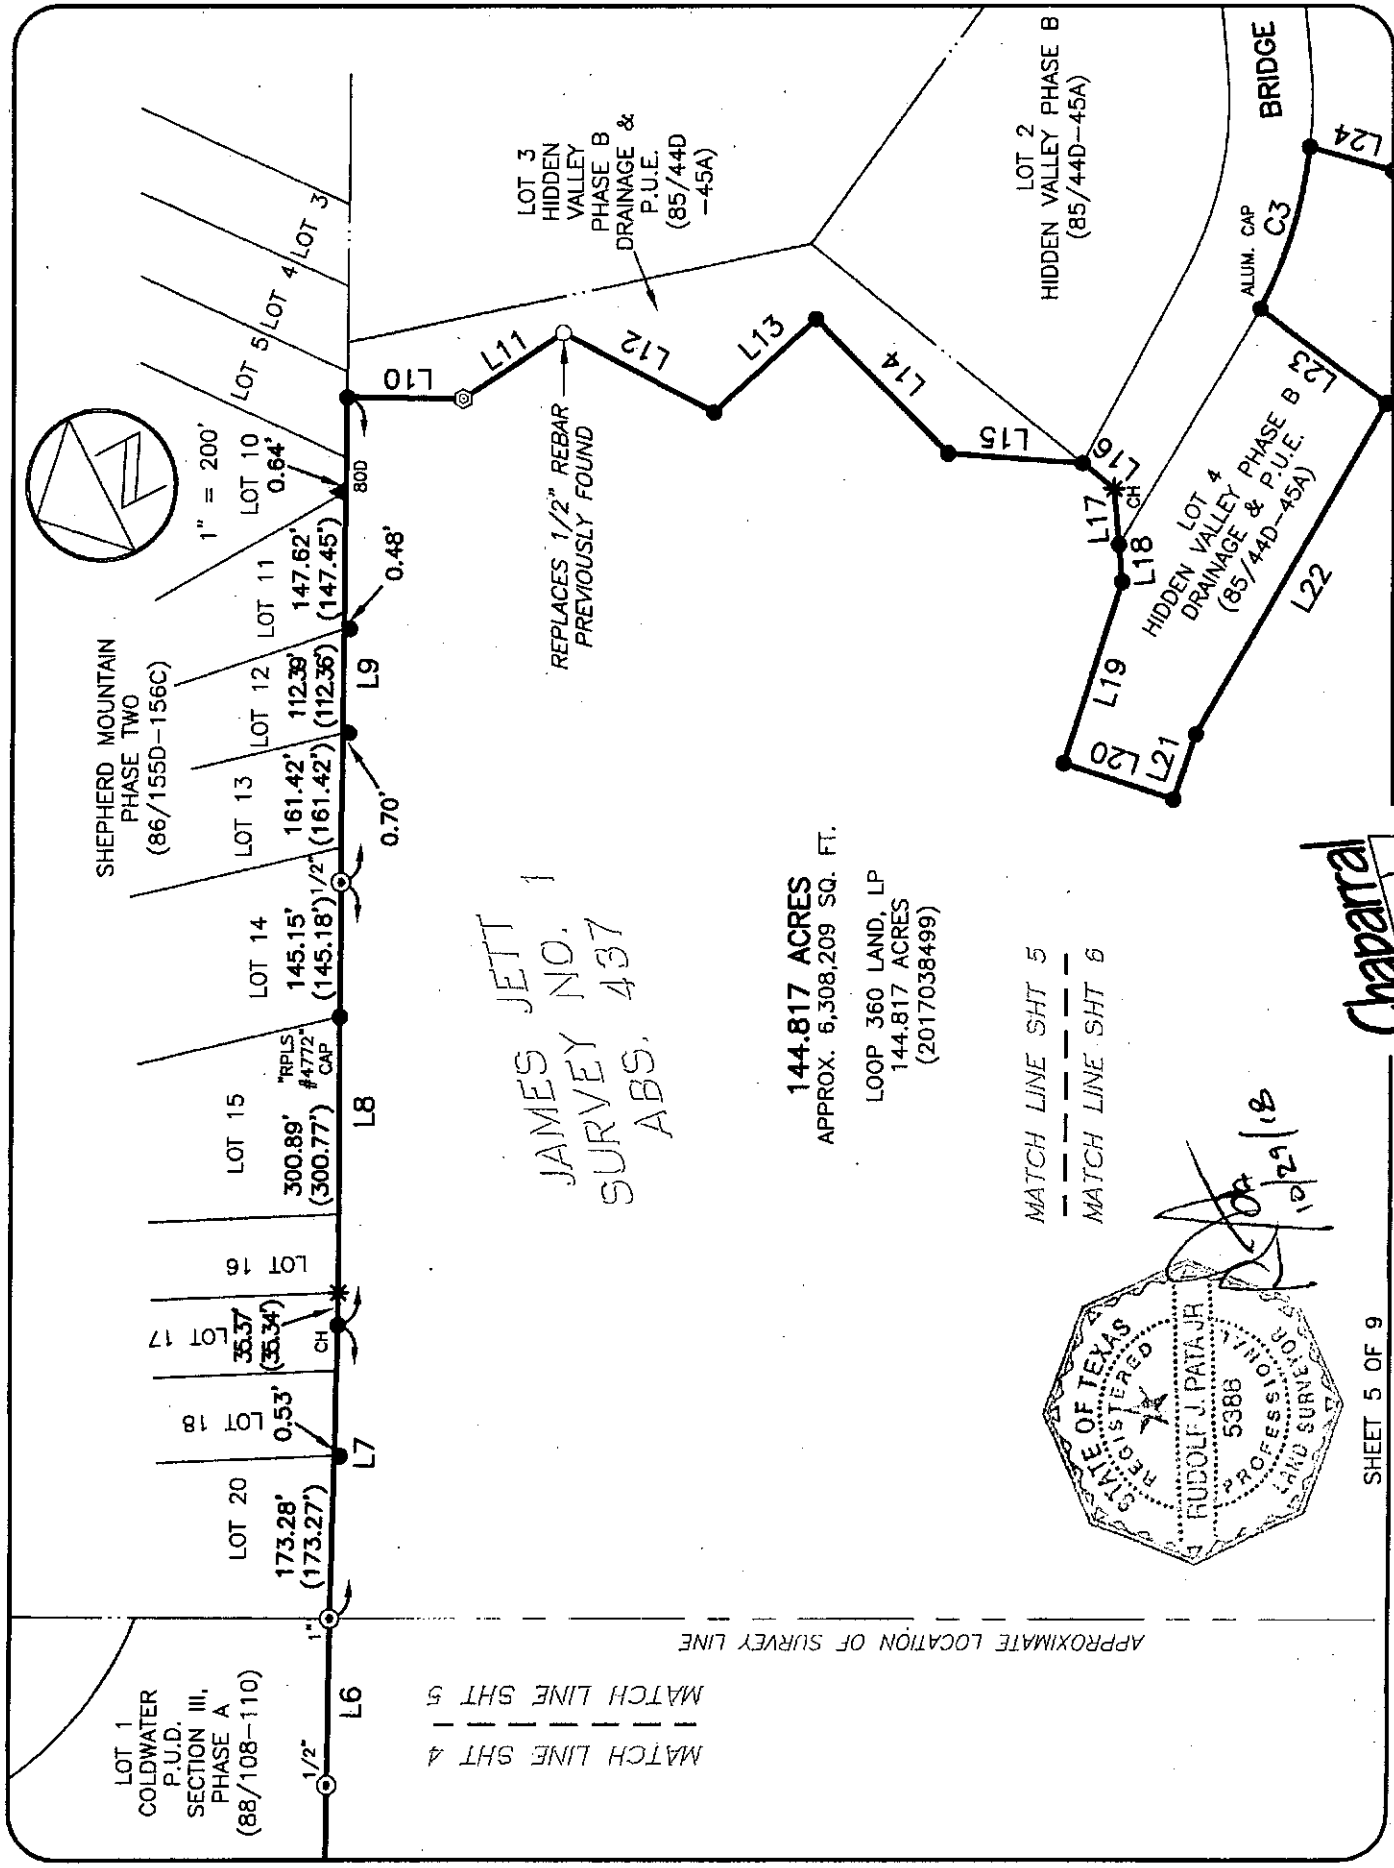 SHEPHERD MOUNTAIN
PHASE TWO
(86/155D-156C)
1" = 200'
LOT 1
COLDWATER
P.U.D.
SECTION III,
PHASE A
(88/108-110)
1/2"
L6
1"
LOT 20
173.28'
(173.27')
L7
LOT 18
0.53'
LOT 17
35.37'
(35.34')
CH
LOT 16
LOT 15
300.89'
(300.77')
"RPLS
#4772"
CAP
L8
LOT 14
145.15'
(145.18')
1/2"
LOT 13
161.42'
(161.42')
0.70'
LOT 12
112.39'
(112.36')
L9
LOT 11
147.62'
(147.45')
0.48'
LOT 10
0.64'
80D
LOT 5
LOT 4
LOT 3
L10
L11
REPLACES 1/2" REBAR
PREVIOUSLY FOUND
L12
LOT 3
HIDDEN
VALLEY
PHASE B
DRAINAGE &
P.U.E.
(85/44D
-45A)
L13
L14
L15
L16
CH
L17
L18
L19
L20
L21
L22
L23
L24
LOT 2
HIDDEN VALLEY PHASE B
(85/44D-45A)
BRIDGE
ALUM. CAP
C3
LOT 4
HIDDEN VALLEY PHASE B
DRAINAGE & P.U.E.
(85/44D-45A)
JAMES JETT
SURVEY NO. 1
ABS. 437
144.817 ACRES
APPROX. 6,308,209 SQ. FT.
LOOP 360 LAND, LP
144.817 ACRES
(2017038499)
MATCH LINE SHT 5
MATCH LINE SHT 6
APPROXIMATE LOCATION OF SURVEY LINE
MATCH LINE SHT 5
MATCH LINE SHT 4
STATE OF TEXAS
REGISTERED
RUDOLF J. PATA JR
5388
PROFESSIONAL
LAND SURVEYOR
10/29/18
Chaparral
SHEET 5 OF 9